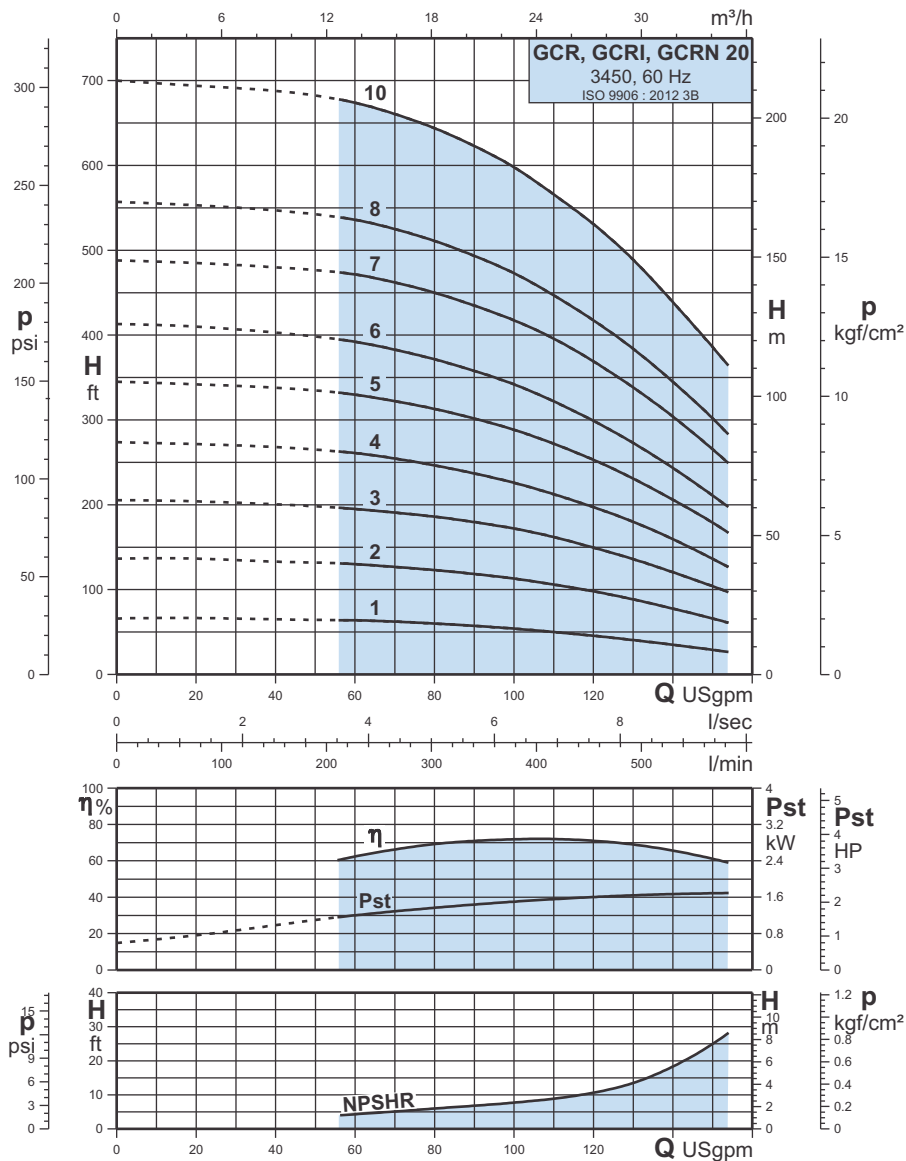 0 6 12 18 24 30 m³/h
GCR, GCRI, GCRN 20
3450, 60 Hz
ISO 9906 : 2012 3B
p
psi
300
250
200
150
100
50
0
H
ft
700
600
500
400
300
200
100
0
10
8
7
6
5
4
3
2
1
H
m
200
150
100
50
0
p
kgf/cm²
20
15
10
5
0
0 20 40 60 80 100 120 Q USgpm
0 2 4 6 8 l/sec
0 100 200 300 400 500 l/min
η%
100
80
60
40
20
0
η
Pst
Pst
kW
4
3.2
2.4
1.6
0.8
0
Pst
HP
5
4
3
2
1
0
p
psi
15
9
6
3
0
H
ft
40
30
20
10
0
NPSHR
H
m
10
8
6
4
2
0
p
kgf/cm²
1.2
0.8
0.6
0.4
0.2
0
0 20 40 60 80 100 120 Q USgpm